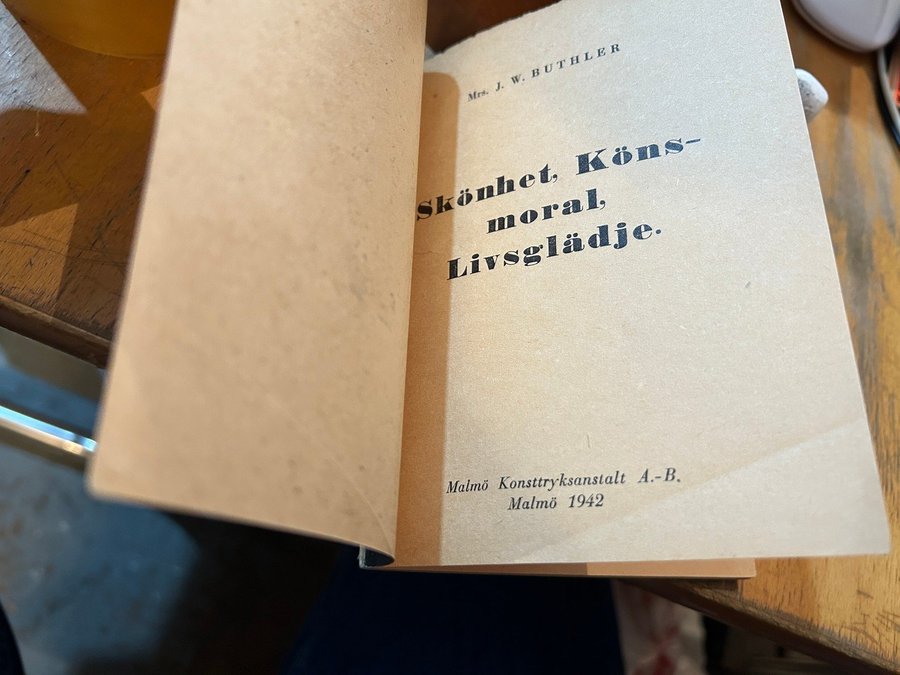 Mrs. J. W. BUTHLER
Skönhet, Köns-
moral,
Livsglädje.
Malmö Konsttryksanstalt A.-B.
Malmö 1942